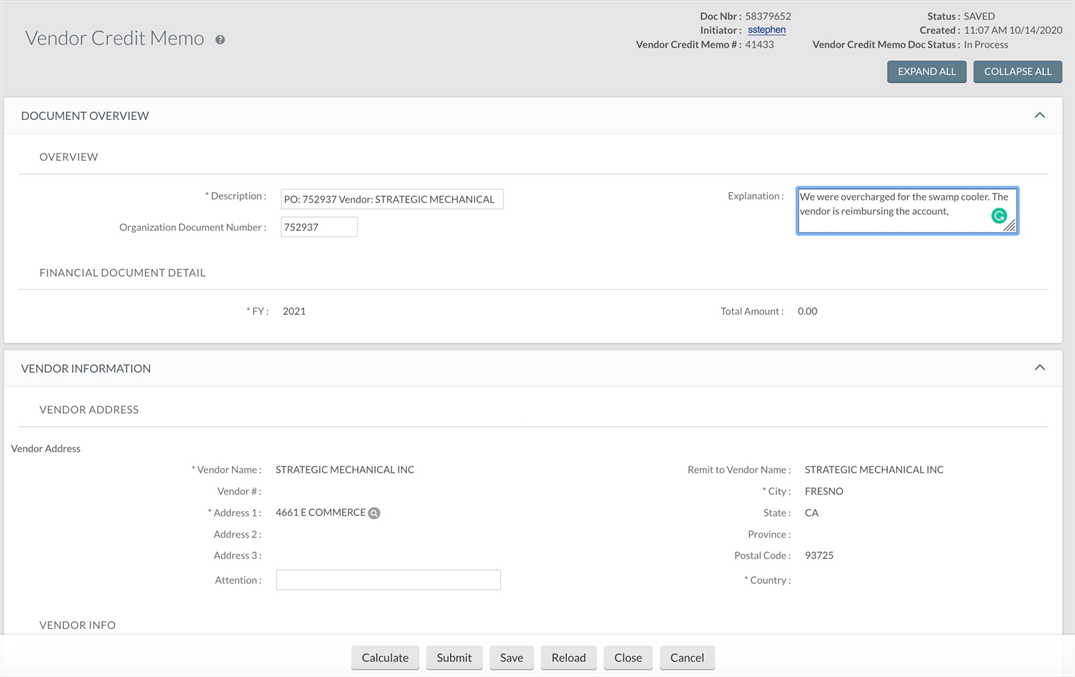 Vendor Credit Memo ?
Doc Nbr : 58379652
Initiator : sstephen
Vendor Credit Memo # : 41433
Status : SAVED
Created : 11:07 AM 10/14/2020
Vendor Credit Memo Doc Status : In Process
EXPAND ALL COLLAPSE ALL
DOCUMENT OVERVIEW
OVERVIEW
* Description : PO: 752937 Vendor: STRATEGIC MECHANICAL
Organization Document Number : 752937
Explanation : We were overcharged for the swamp cooler. The
vendor is reimbursing the account,
FINANCIAL DOCUMENT DETAIL
* FY : 2021 Total Amount : 0.00
VENDOR INFORMATION
VENDOR ADDRESS
Vendor Address
* Vendor Name : STRATEGIC MECHANICAL INC
Vendor # :
* Address 1 : 4661 E COMMERCE
Address 2 :
Address 3 :
Attention :
Remit to Vendor Name : STRATEGIC MECHANICAL INC
* City : FRESNO
State : CA
Province :
Postal Code : 93725
* Country :
VENDOR INFO
Calculate Submit Save Reload Close Cancel